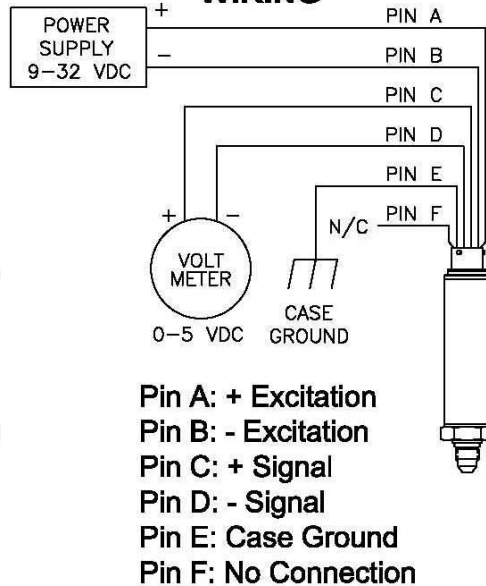 WIRING
+
PIN A
POWER
SUPPLY
9-32 VDC
-
PIN B
PIN C
PIN D
PIN E
+
-
N/C
PIN F
VOLT
METER
CASE
GROUND
0-5 VDC
Pin A: + Excitation
Pin B: - Excitation
Pin C: + Signal
Pin D: - Signal
Pin E: Case Ground
Pin F: No Connection